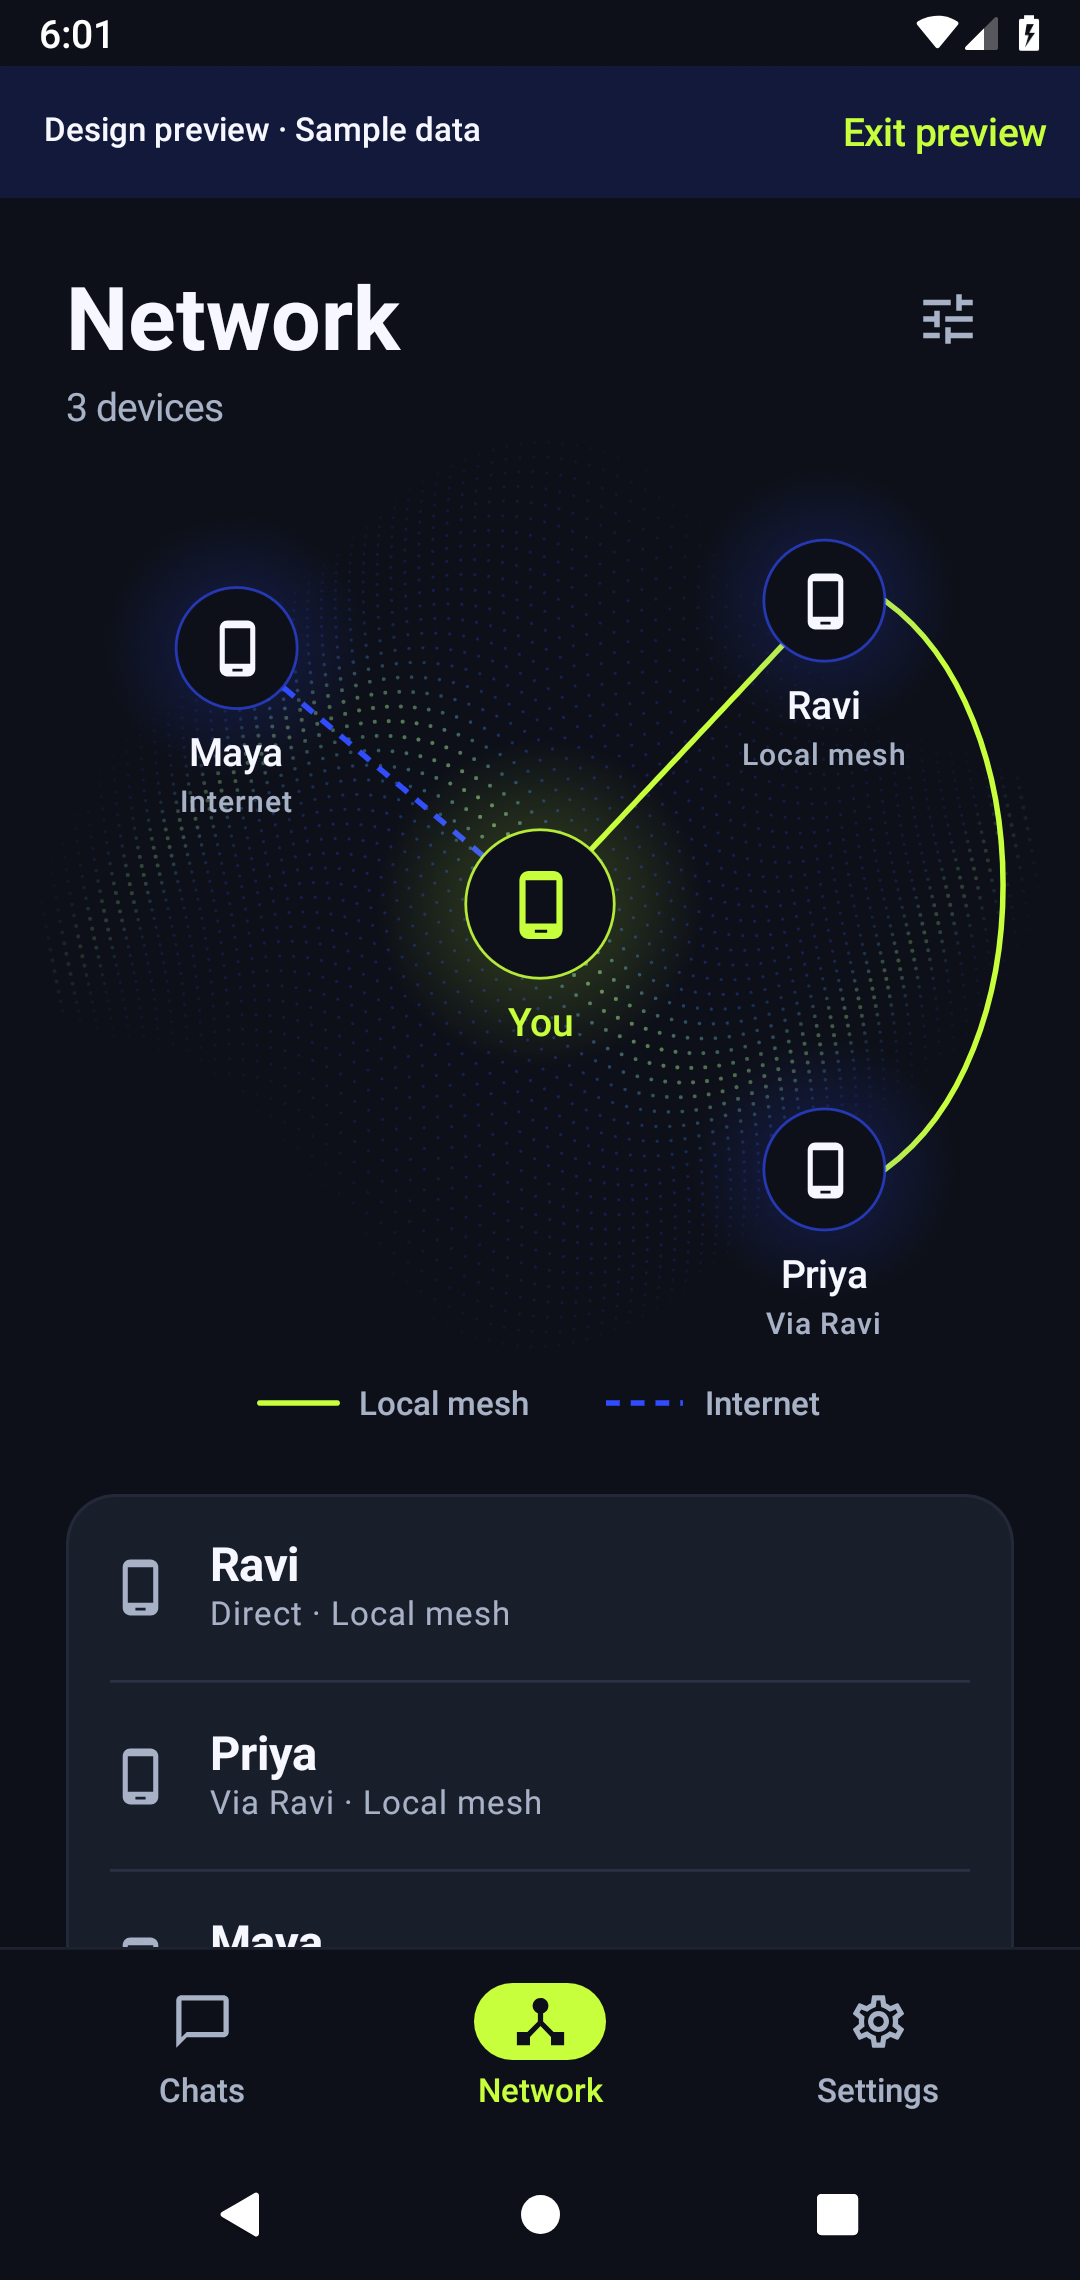 6:01
Design preview · Sample data
Exit preview
Network
3 devices
Ravi
Local mesh
Maya
Internet
You
Priya
Via Ravi
Local mesh
Internet
Ravi
Direct · Local mesh
Priya
Via Ravi · Local mesh
Maya
Chats
Network
Settings